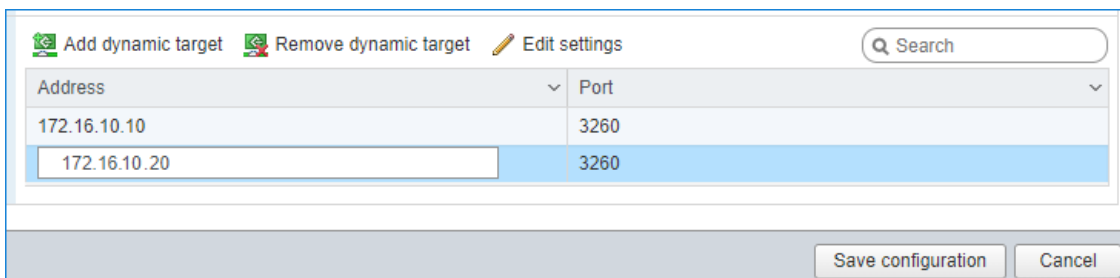 Add dynamic target Remove dynamic target Edit settings Search
Address Port
172.16.10.10 3260
172.16.10.20 3260
Save configuration Cancel